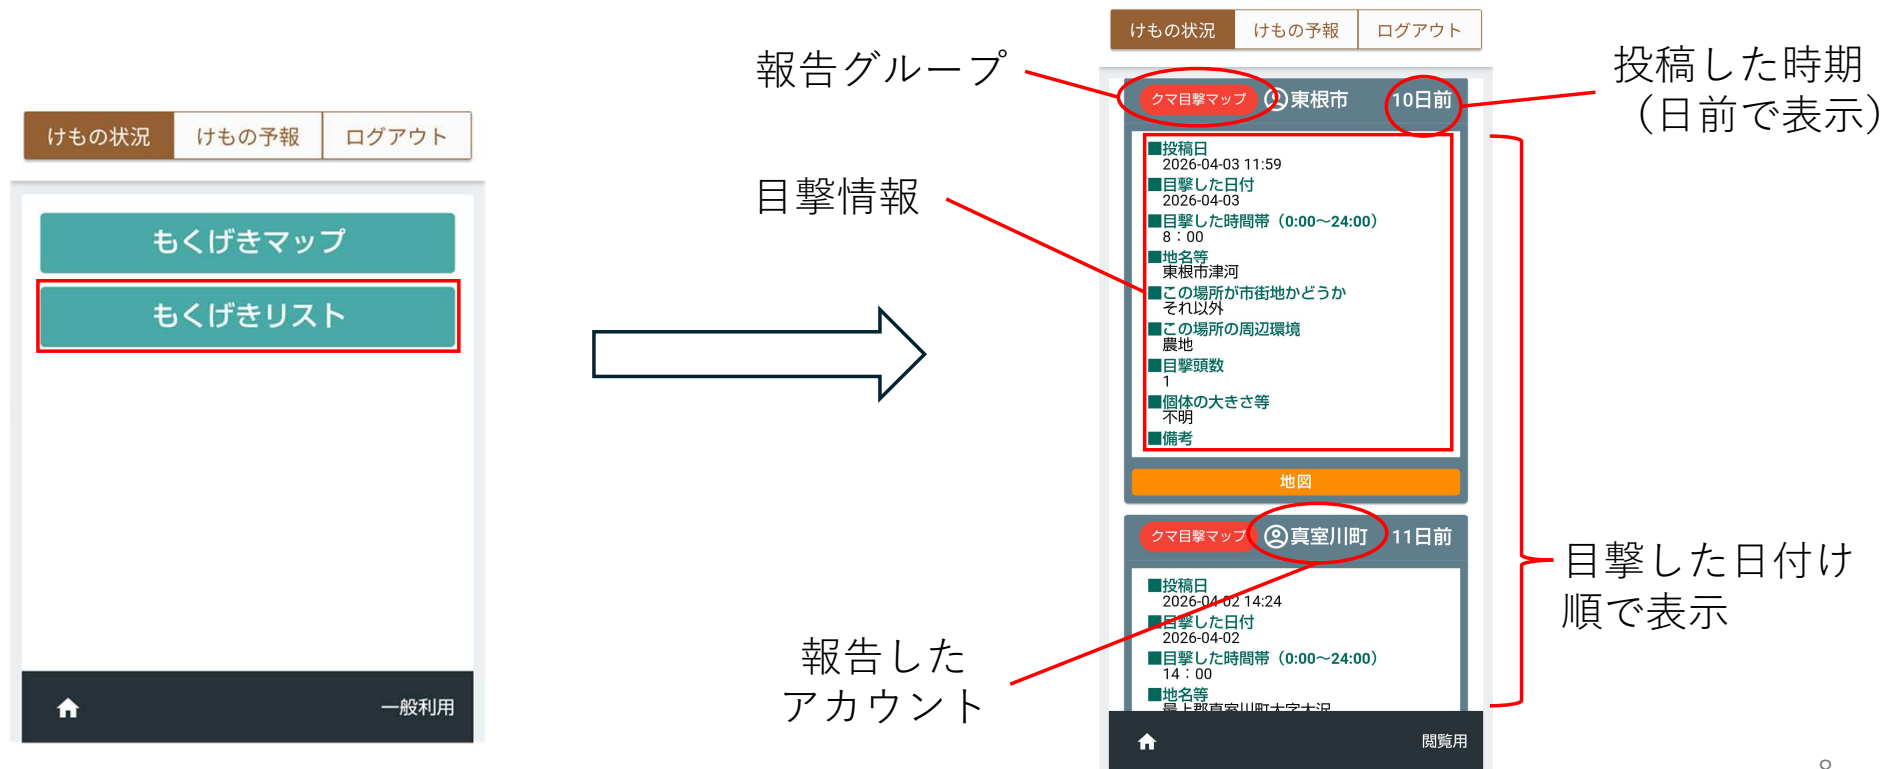 けもの状況 けもの予報 ログアウト
もくげきマップ
もくげきリスト
一般利用
報告グループ
目撃情報
報告した
アカウント
けもの状況 けもの予報 ログアウト
クマ目撃マップ 東根市 10日前
■投稿日
2026-04-03 11:59
■目撃した日付
2026-04-03
■目撃した時間帯（0:00～24:00）
8：00
■地名等
東根市津河
■この場所が市街地かどうか
それ以外
■この場所の周辺環境
農地
■目撃頭数
1
■個体の大きさ等
不明
■備考
地図
クマ目撃マップ 真室川町 11日前
■投稿日
2026-04-02 14:24
■目撃した日付
2026-04-02
■目撃した時間帯（0:00～24:00）
14：00
■地名等
最上郡真室川町大字大沢
閲覧用
投稿した時期
（日前で表示）
目撃した日付け
順で表示